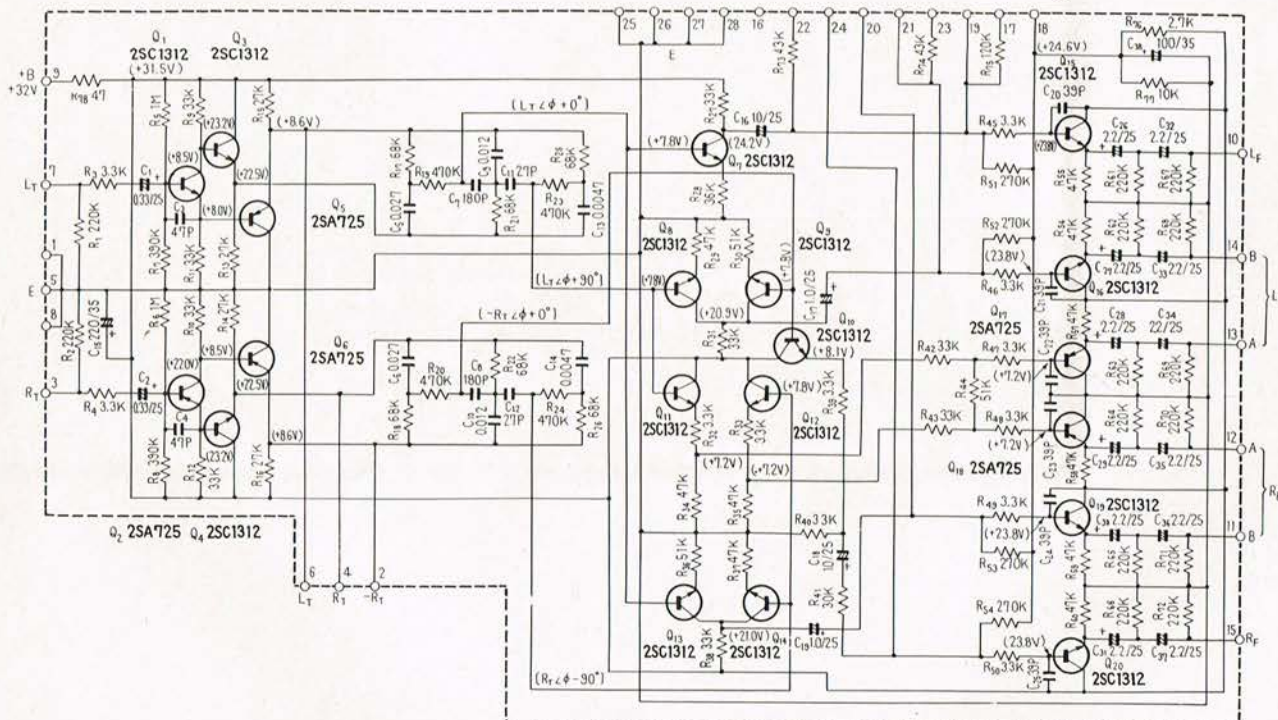 25 26 27 28 16 22 24 20 21 23 19 17 18
E
Q1
2SC1312
(+31.5V)
Q3
2SC1312
+B
+32V
9
R78 47
R5 1M
R9 33K
(+23.2V)
R15 27K
(+8.6V)
(+8.5V)
(+22.5V)
LT
7
R3 3.3K
C1
0.33/25
C3
47P
(+8.0V)
R1 220K
R7 390K
R11 33K
R13 27K
Q5
2SA725
1
5
E
8
R2 220K
C15 220/35
R6 1M
R10 33K
R14 27K
Q6
2SA725
(+22.0V)
(+8.5V)
(+22.5V)
RT
3
R4 3.3K
C2
0.33/25
C4
47P
R8 390K
R12
33K
(23.2V)
R16 27K
(+8.6V)
Q2 2SA725
Q4 2SC1312
6
LT
4
RT
2
-RT
(LT∠φ+0°)
R17 68K
C5 0.027
R19 470K
C7 180P
C9 0.012
C11 27P
R21 68K
R23
470K
R25
68K
C13 0.0047
(LT∠φ+90°)
(-RT∠φ+0°)
C6 0.027
R18 68K
R20
470K
C8
180P
R22
68K
C10
0.012
C12
27P
C14
0.0047
R24
470K
R26
68K
(RT∠φ-90°)
R27 33K
C16 10/25
(+7.8V)
(24.2V)
Q7 2SC1312
R28
36K
Q8
2SC1312
R29 47K
R30 51K
Q9
2SC1312
(+7.8V)
(+7.8V)
(+20.9V)
C17 1.0/25
R31
33K
Q10
2SC1312
(+8.1V)
Q11
2SC1312
(+7.8V)
Q12
2SC1312
R32 3.3K
R33
3.3K
(+7.2V)
(+7.2V)
R34 47K
R35 47K
R36 51K
R37 47K
R39 3.3K
R40 33K
C18
10/25
R41
30K
Q13
2SC1312
(+21.0V)
Q14
2SC1312
R38 33K
C19 1.0/25
R73 43K
R74 43K
R75 120K
R42 33K
R43 33K
R44
51K
(+24.6V)
Q15
2SC1312
C20 39P
R76
2.7K
C38
100/35
R77 10K
R45 3.3K
(+23.8V)
R51 270K
C26
2.2/25
C32
2.2/25
10
LF
R55
47K
R61
220K
R67
220K
R52 270K
(23.8V)
R46 3.3K
R56
47K
R62
220K
R68
220K
C21 39P
C27 2.2/25
C33 2.2/25
14
B
Q16
2SC1312
Q17
2SA725
C22 39P
R57 47K
C28
2.2/25
C34
22/25
13
A
R47 3.3K
(+7.2V)
R63
220K
R69
220K
R48 3.3K
(+7.2V)
R64
220K
R70
220K
12
A
Q18
2SA725
C23 39P
R58 47K
C29 2.2/25
C35 2.2/25
R49 3.3K
(+23.8V)
R53
270K
C24 39P
Q19
2SC1312
C30 2.2/25
C36 2.2/25
11
B
R59 47K
R65
220K
R71
220K
R54 270K
R60 47K
R66
220K
R72
220K
15
RF
(23.8V)
R50 3.3K
C25 39P
C31 2.2/25
C37 2.2/25
Q20
2SC1312